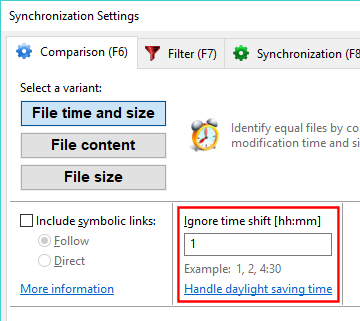 Synchronization Settings
Comparison (F6)
Filter (F7)
Synchronization (F8
Select a variant:
File time and size
File content
File size
Identify equal files by co
modification time and si
Include symbolic links:
Follow
Direct
More information
Ignore time shift [hh:mm]
1
Example: 1, 2, 4:30
Handle daylight saving time